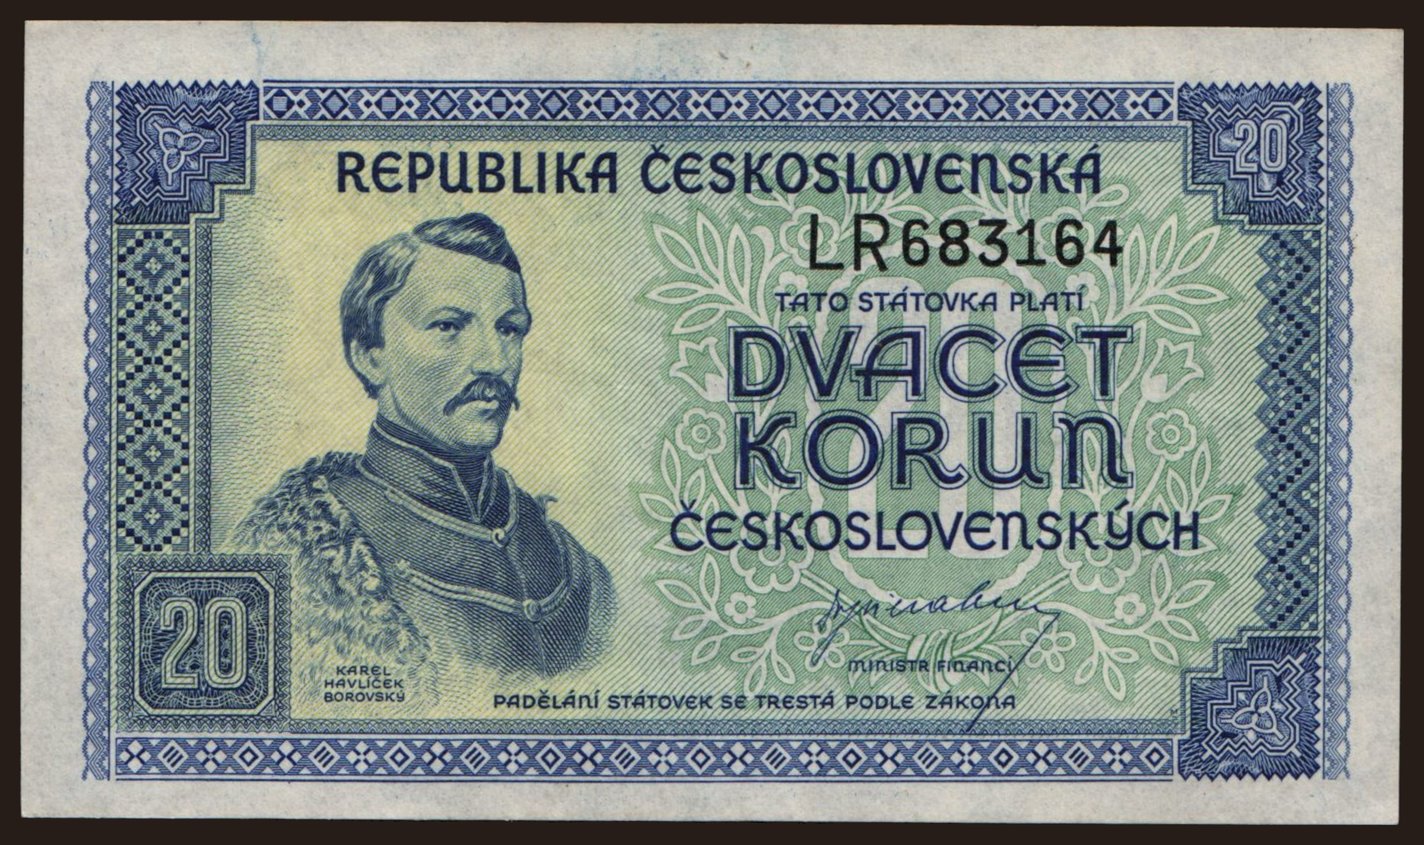 20
REPUBLIKA ČESKOSLOVENSKÁ
LR683164
TATO STÁTOVKA PLATÍ
DVACET
KORUN
ČESKOSLOVENSKÝCH
20
20
KAREL
HAVLÍČEK
BOROVSKÝ
MINISTR FINANCÍ
PADĚLÁNÍ STÁTOVEK SE TRESTÁ PODLE ZÁKONA